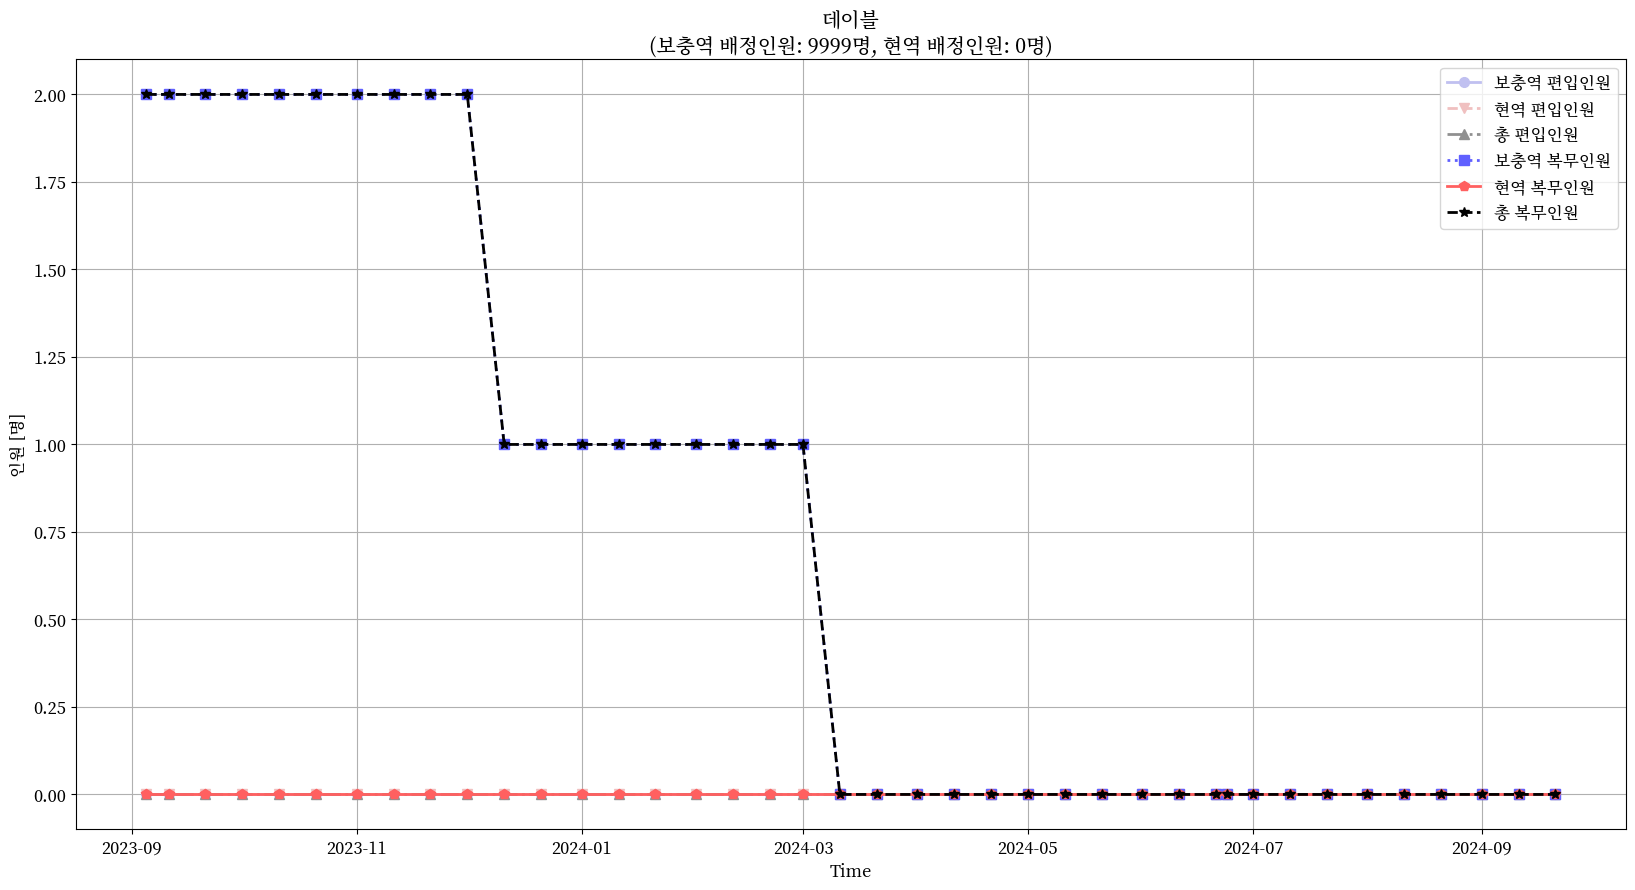 데이블
(보충역 배정인원: 9999명, 현역 배정인원: 0명)
보충역 편입인원
현역 편입인원
총 편입인원
보충역 복무인원
현역 복무인원
총 복무인원
2.00
1.75
1.50
1.25
1.00
0.75
0.50
0.25
0.00
인원 [명]
2023-09
2023-11
2024-01
2024-03
2024-05
2024-07
2024-09
Time